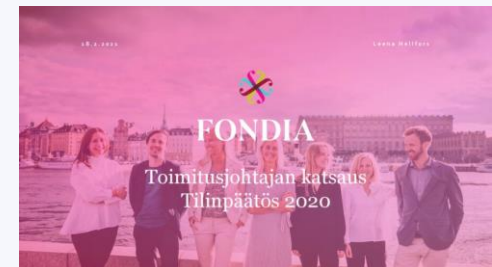 18.2.2021
Leena Hellfors
FONDIA
Toimitusjohtajan katsaus
Tilinpäätös 2020